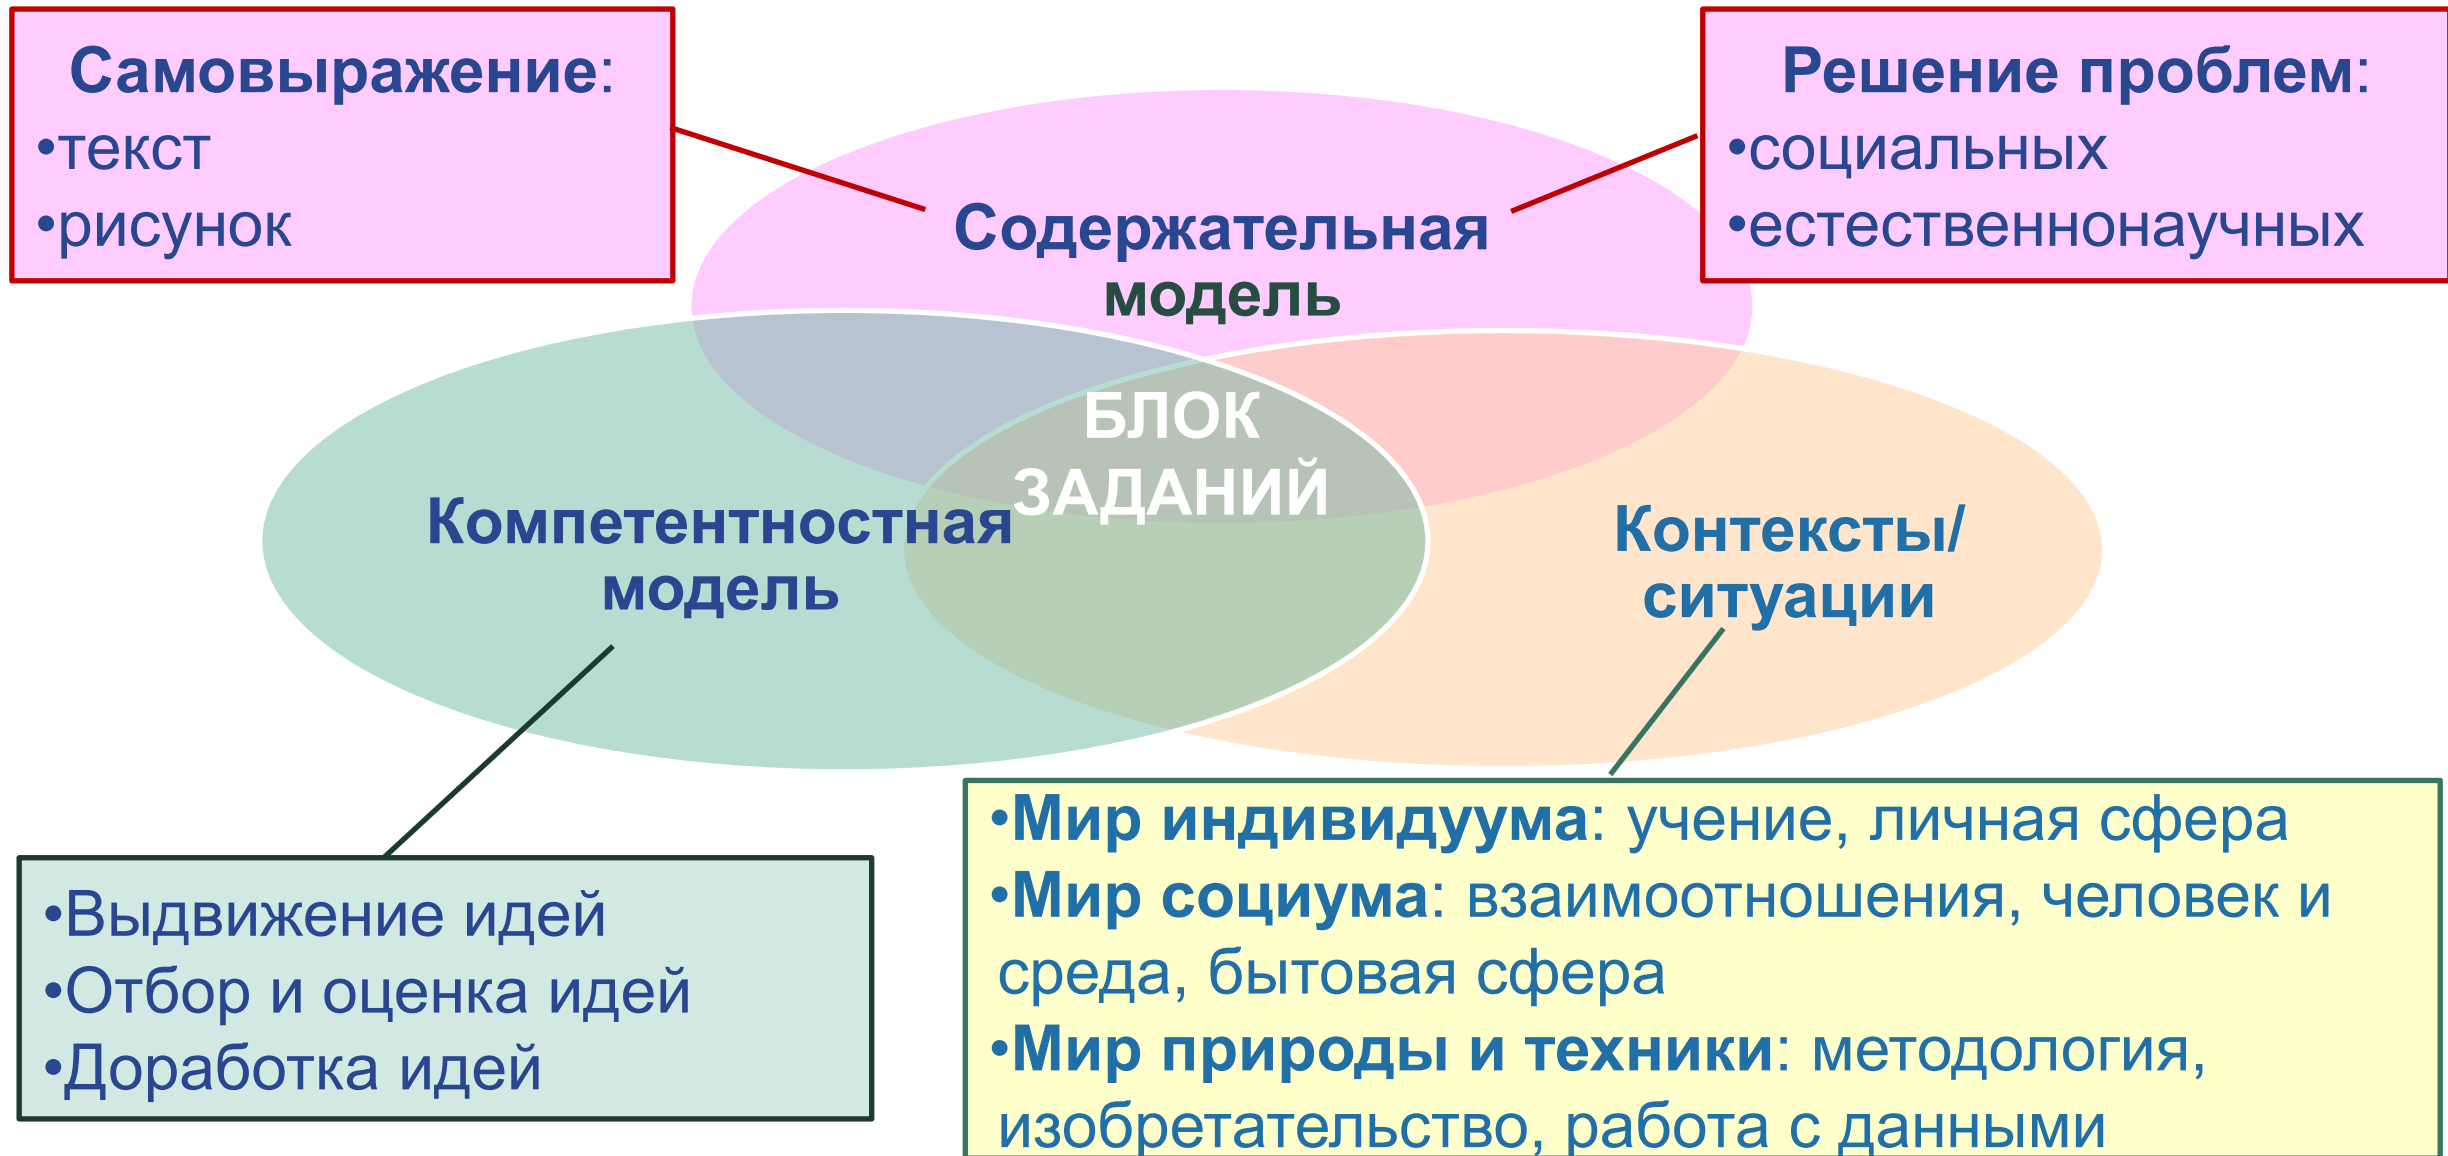 Самовыражение:
•текст
•рисунок
Решение проблем:
•социальных
•естественнонаучных
Содержательная
модель
БЛОК
ЗАДАНИЙ
Компетентностная
модель
Контексты/
ситуации
•Выдвижение идей
•Отбор и оценка идей
•Доработка идей
•Мир индивидуума: учение, личная сфера
•Мир социума: взаимоотношения, человек и
среда, бытовая сфера
•Мир природы и техники: методология,
изобретательство, работа с данными